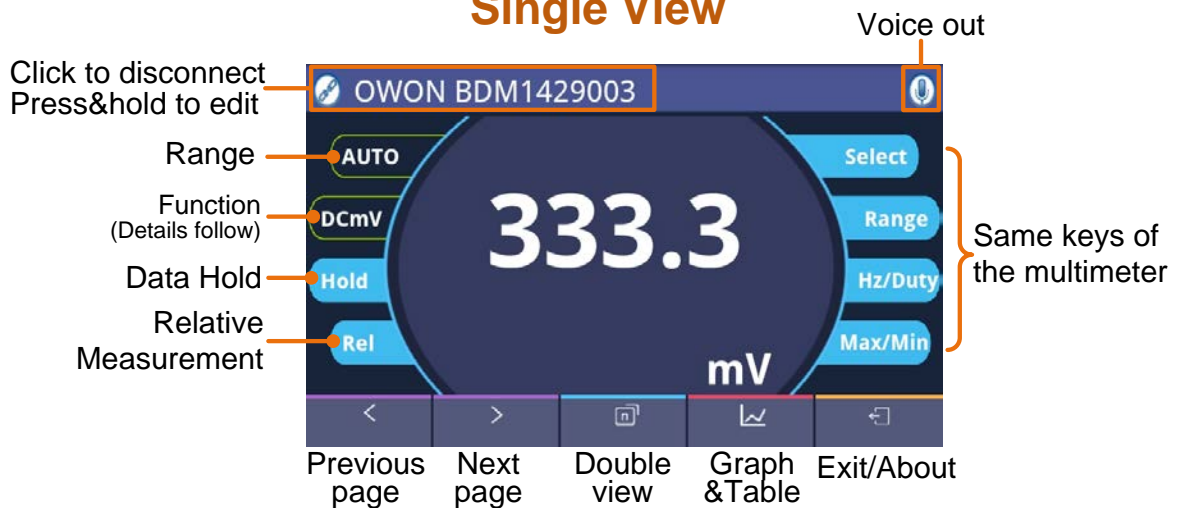 Single View
Voice out
Click to disconnect
Press&hold to edit
OWON BDM1429003
Range
AUTO
Select
Function
(Details follow)
DCmV
333.3
Range
Same keys of
the multimeter
Data Hold
Hold
Hz/Duty
Relative
Measurement
Rel
Max/Min
mV
Previous
page
Next
page
Double
view
Graph
&Table
Exit/About